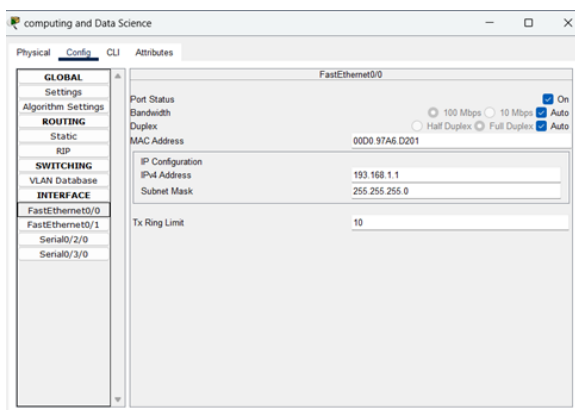 computing and Data Science
Physical Config CLI Attributes
GLOBAL
Settings
Algorithm Settings
ROUTING
Static
RIP
SWITCHING
VLAN Database
INTERFACE
FastEthernet0/0
FastEthernet0/1
Serial0/2/0
Serial0/3/0
FastEthernet0/0
Port Status On
Bandwidth 100 Mbps 10 Mbps Auto
Duplex Half Duplex Full Duplex Auto
MAC Address 00D0.97A6.D201
IP Configuration
IPv4 Address 193.168.1.1
Subnet Mask 255.255.255.0
Tx Ring Limit 10